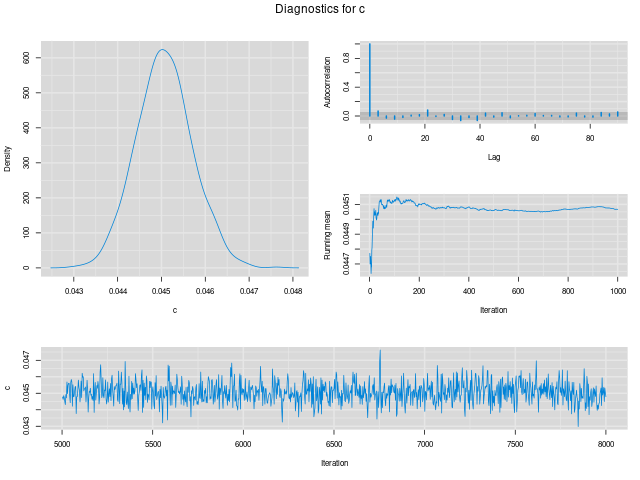 Diagnostics for c
Density
0 100 200 300 400 500 600
0.043 0.044 0.045 0.046 0.047 0.048
c
Autocorrelation
0.0 0.4 0.8
0 20 40 60 80
Lag
Running mean
0.0447 0.0449 0.0451
0 200 400 600 800 1000
Iteration
c
0.043 0.045 0.047
5000 5500 6000 6500 7000 7500 8000
Iteration